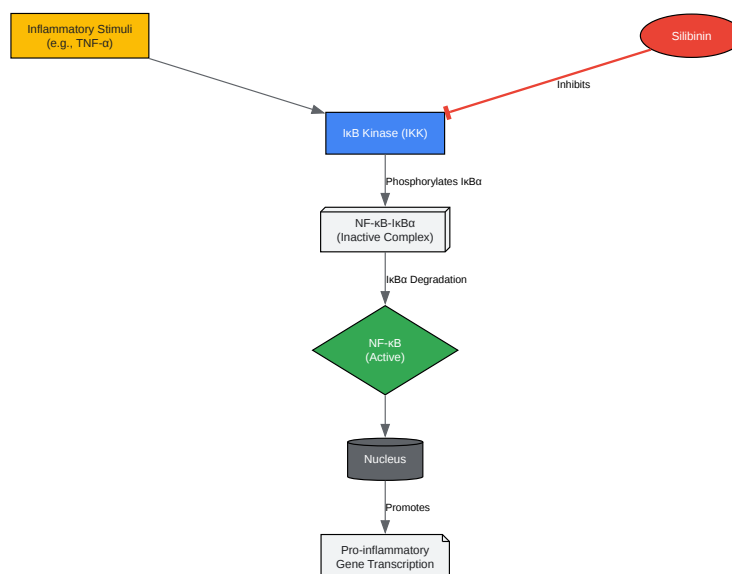 Inflammatory Stimuli
(e.g., TNF-α)
Silibinin
Inhibits
IκB Kinase (IKK)
Phosphorylates IκBα
NF-κB-IκBα
(Inactive Complex)
IκBα Degradation
NF-κB
(Active)
Nucleus
Promotes
Pro-inflammatory
Gene Transcription